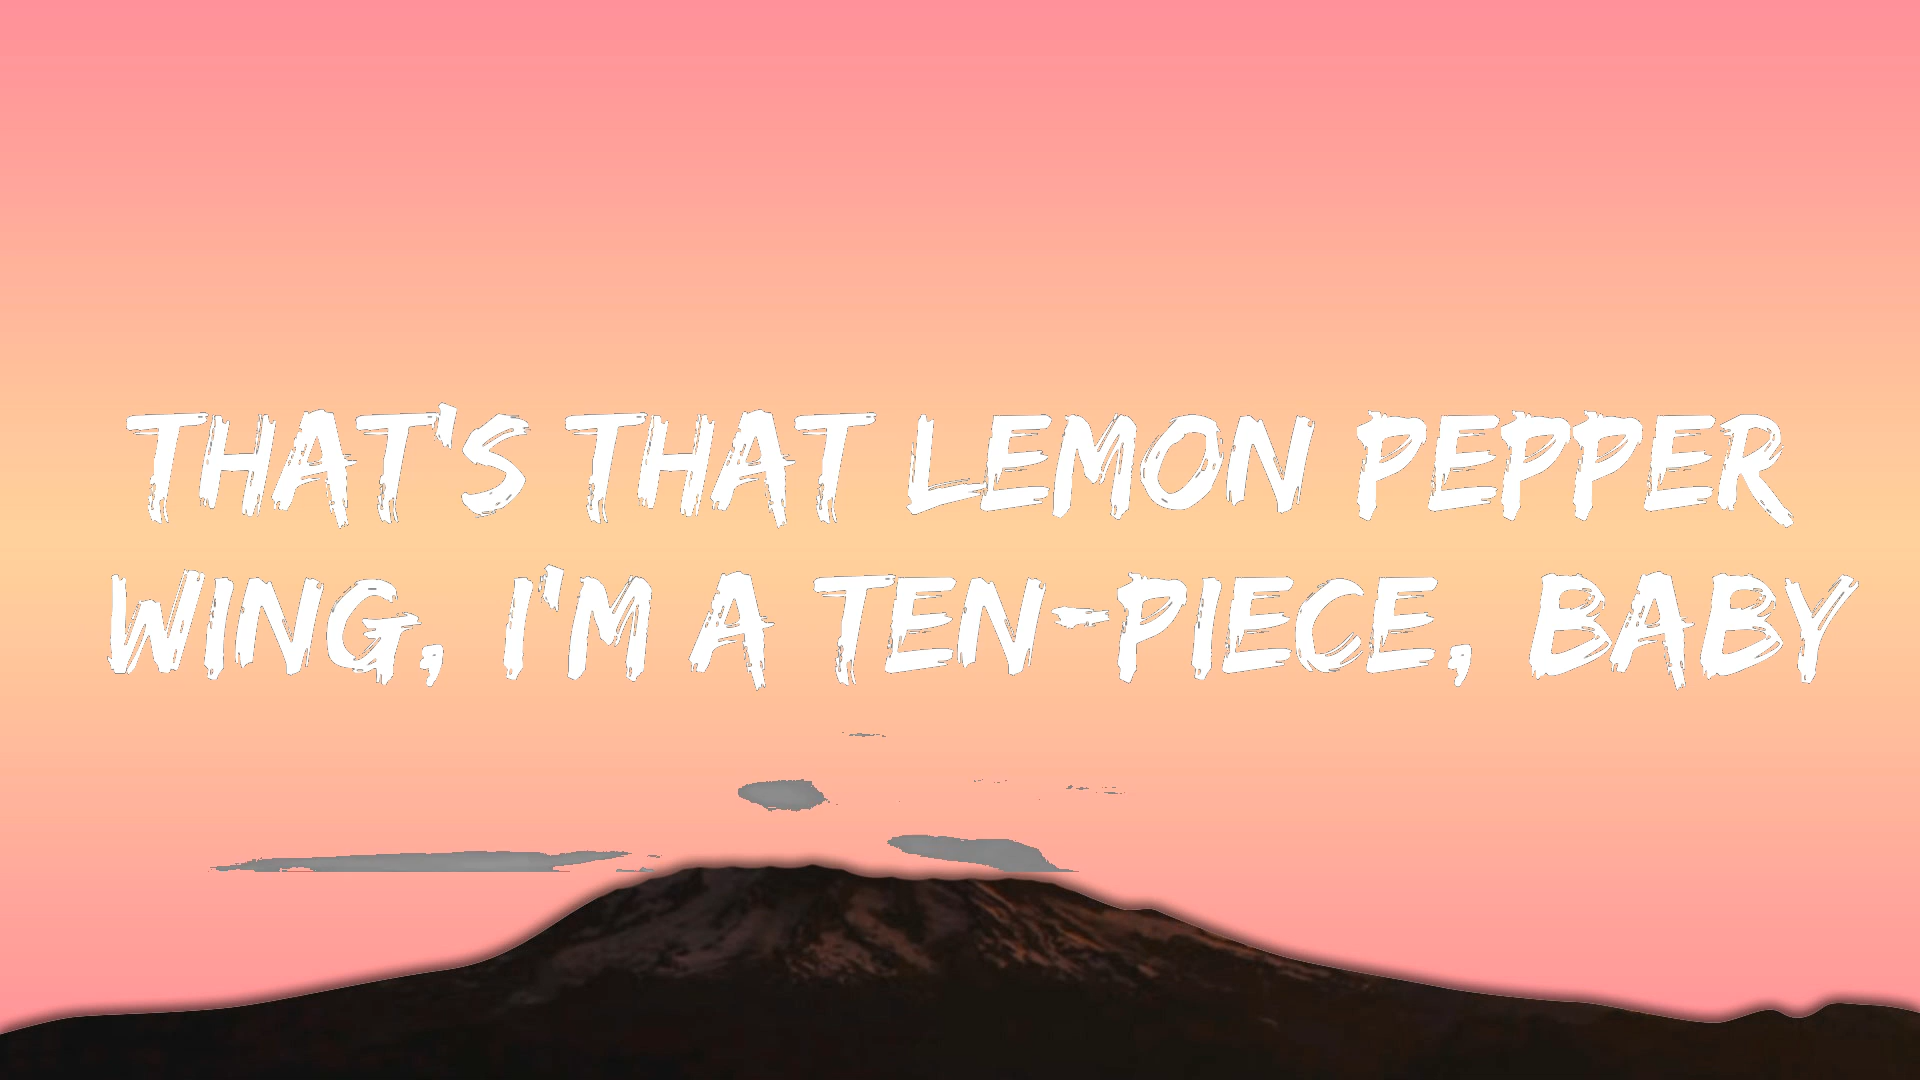 THAT'S THAT LEMON PEPPER
WING, I'M A TEN-PIECE, BABY